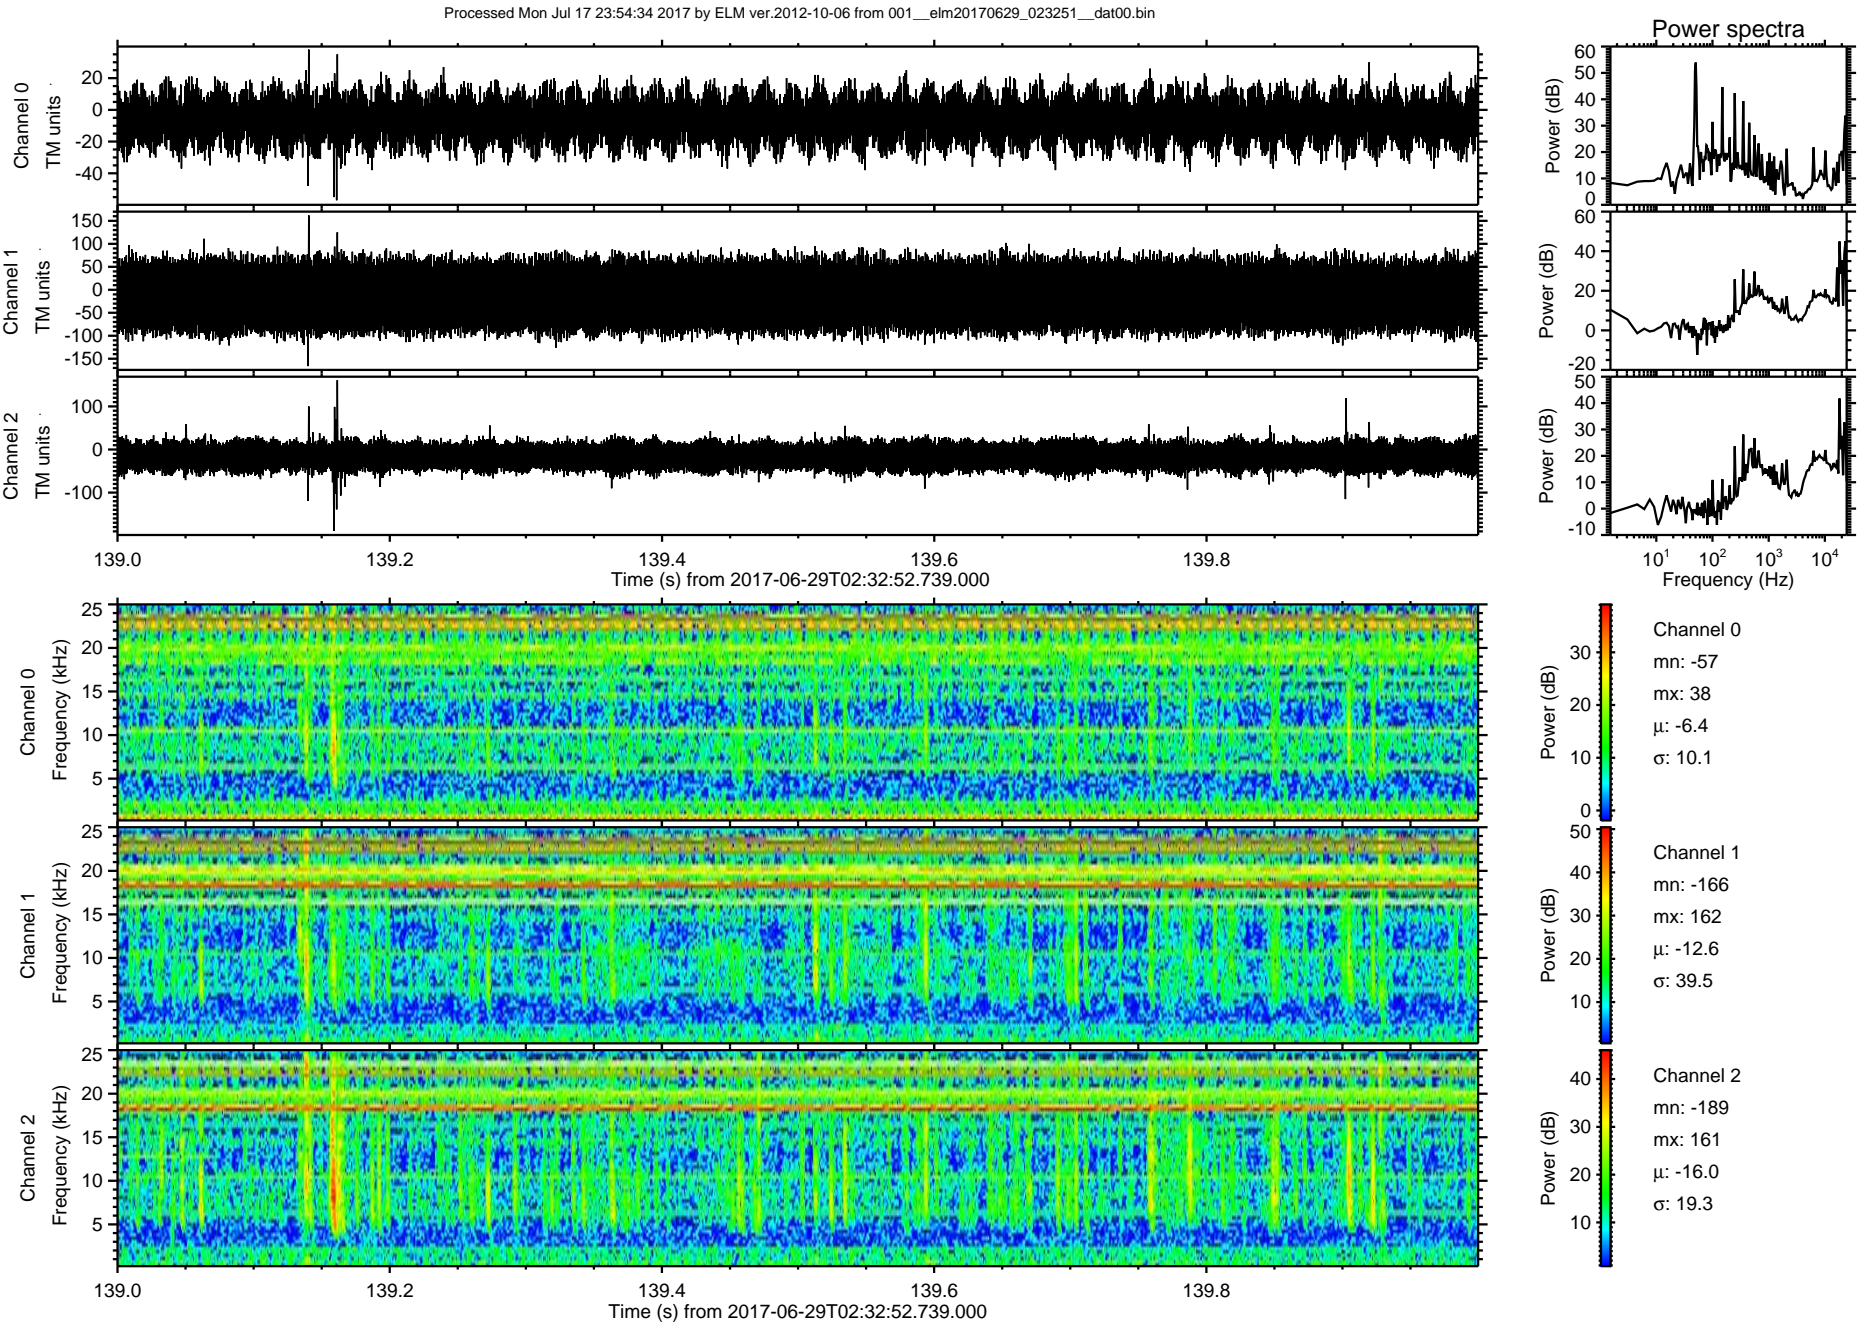 Processed Mon Jul 17 23:54:34 2017 by ELM ver.2012-10-06 from 001__elm20170629_023251__dat00.bin
Power spectra
Channel 0
TM units
20
0
-20
-40
Power (dB)
60
50
40
30
20
10
0
Channel 1
TM units
150
100
50
0
-50
-100
-150
Power (dB)
60
40
20
0
-20
Channel 2
TM units
100
0
-100
Power (dB)
50
40
30
20
10
0
-10
139.0
139.2
139.4
139.6
139.8
Time (s) from 2017-06-29T02:32:52.739.000
10^1
10^2
10^3
10^4
Frequency (Hz)
Channel 0
Frequency (kHz)
25
20
15
10
5
Power (dB)
30
20
10
0
Channel 0
mn: -57
mx: 38
μ: -6.4
σ: 10.1
Channel 1
Frequency (kHz)
25
20
15
10
5
Power (dB)
50
40
30
20
10
Channel 1
mn: -166
mx: 162
μ: -12.6
σ: 39.5
Channel 2
Frequency (kHz)
25
20
15
10
5
Power (dB)
40
30
20
10
Channel 2
mn: -189
mx: 161
μ: -16.0
σ: 19.3
139.0
139.2
139.4
139.6
139.8
Time (s) from 2017-06-29T02:32:52.739.000